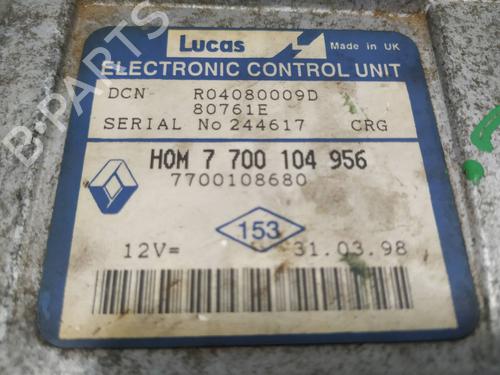 Lucas
Made in UK
ELECTRONIC CONTROL UNIT
DCN R04080009D
80761E
SERIAL No 244617 CRG
HOM 7 700 104 956
7700108680
153
12V= 31.03.98